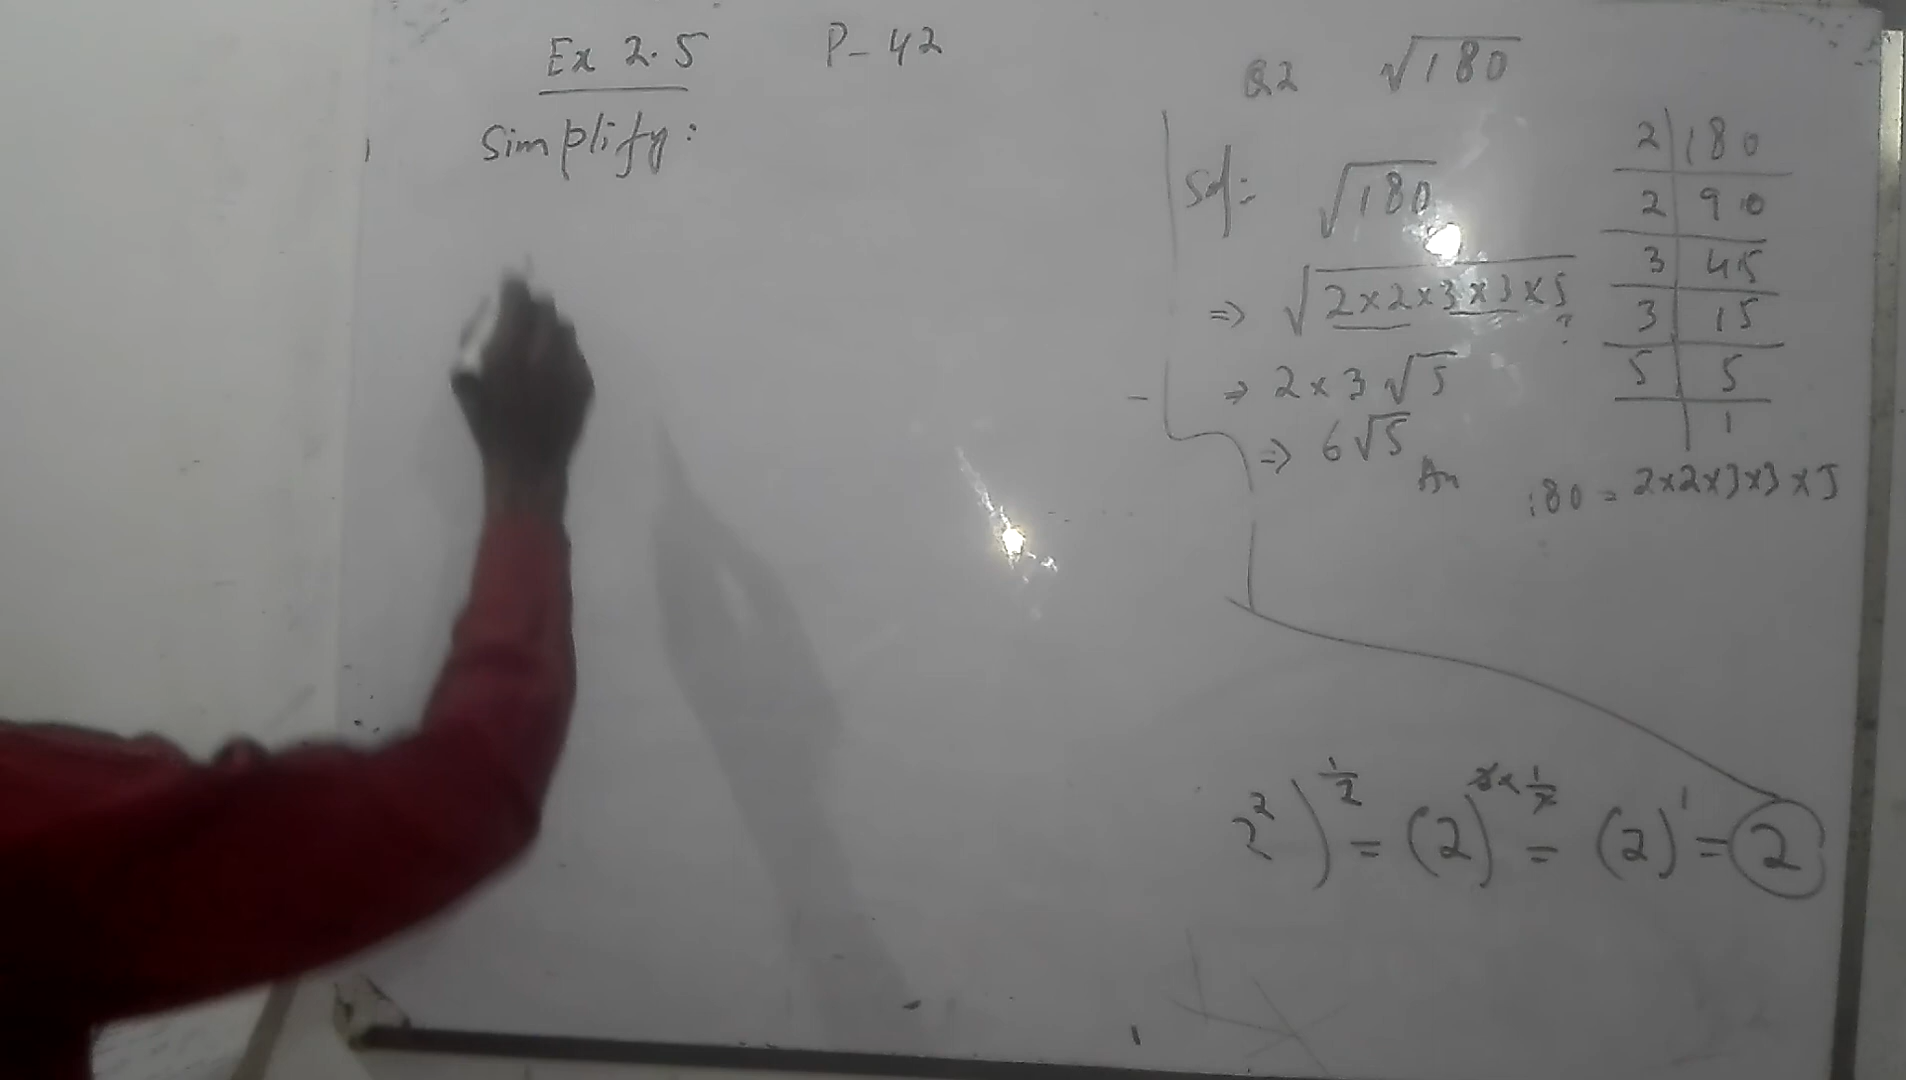 Ex 2.5 P-42
Simplify:
Q2 √180
Sol= √180
⇒ √2×2×3×3×5
⇒ 2×3√5
⇒ 6√5
An
2 | 180
2 | 90
3 | 45
3 | 15
5 | 5
| 1
180 = 2×2×3×3×5
2²)^1/2 = (2)^2×1/2 = (2)^1 = 2